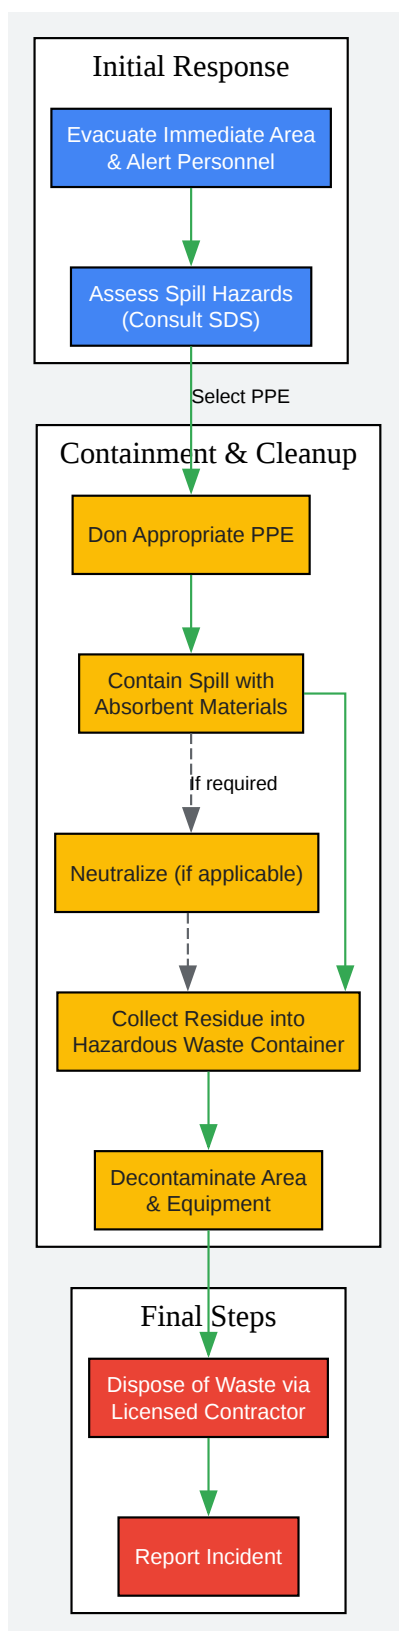 Initial Response
Evacuate Immediate Area
& Alert Personnel
Assess Spill Hazards
(Consult SDS)
Select PPE
Containment & Cleanup
Don Appropriate PPE
Contain Spill with
Absorbent Materials
If required
Neutralize (if applicable)
Collect Residue into
Hazardous Waste Container
Decontaminate Area
& Equipment
Final Steps
Dispose of Waste via
Licensed Contractor
Report Incident